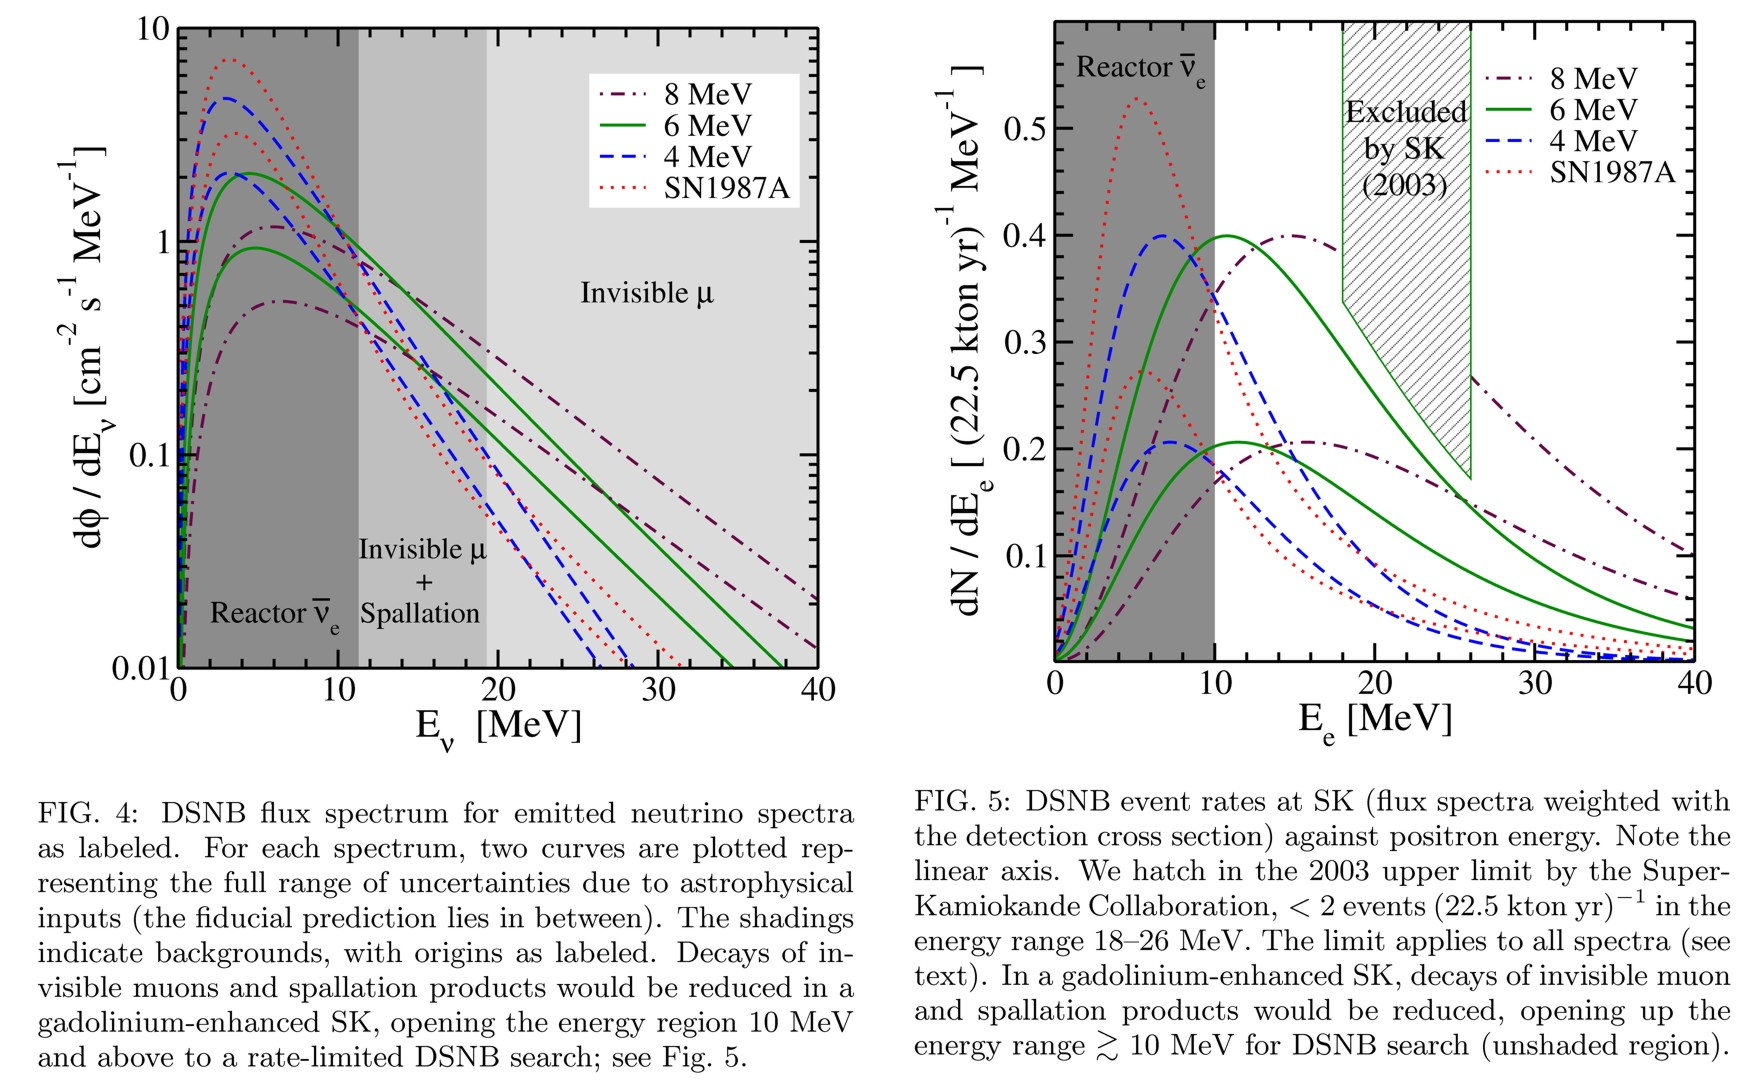 10
1
0.1
0.01
dϕ / dE_ν [cm^-2 s^-1 MeV^-1]
8 MeV
6 MeV
4 MeV
SN1987A
Invisible μ
Invisible μ
+
Spallation
Reactor ν̅_e
0 10 20 30 40
E_ν [MeV]
FIG. 4: DSNB flux spectrum for emitted neutrino spectra
as labeled. For each spectrum, two curves are plotted rep-
resenting the full range of uncertainties due to astrophysical
inputs (the fiducial prediction lies in between). The shadings
indicate backgrounds, with origins as labeled. Decays of in-
visible muons and spallation products would be reduced in a
gadolinium-enhanced SK, opening the energy region 10 MeV
and above to a rate-limited DSNB search; see Fig. 5.
0.5
0.4
0.3
0.2
0.1
dN / dE_e [ (22.5 kton yr)^-1 MeV^-1 ]
Reactor ν̅_e
Excluded
by SK
(2003)
8 MeV
6 MeV
4 MeV
SN1987A
0 10 20 30 40
E_e [MeV]
FIG. 5: DSNB event rates at SK (flux spectra weighted with
the detection cross section) against positron energy. Note the
linear axis. We hatch in the 2003 upper limit by the Super-
Kamiokande Collaboration, < 2 events (22.5 kton yr)^−1 in the
energy range 18–26 MeV. The limit applies to all spectra (see
text). In a gadolinium-enhanced SK, decays of invisible muon
and spallation products would be reduced, opening up the
energy range ≳ 10 MeV for DSNB search (unshaded region).